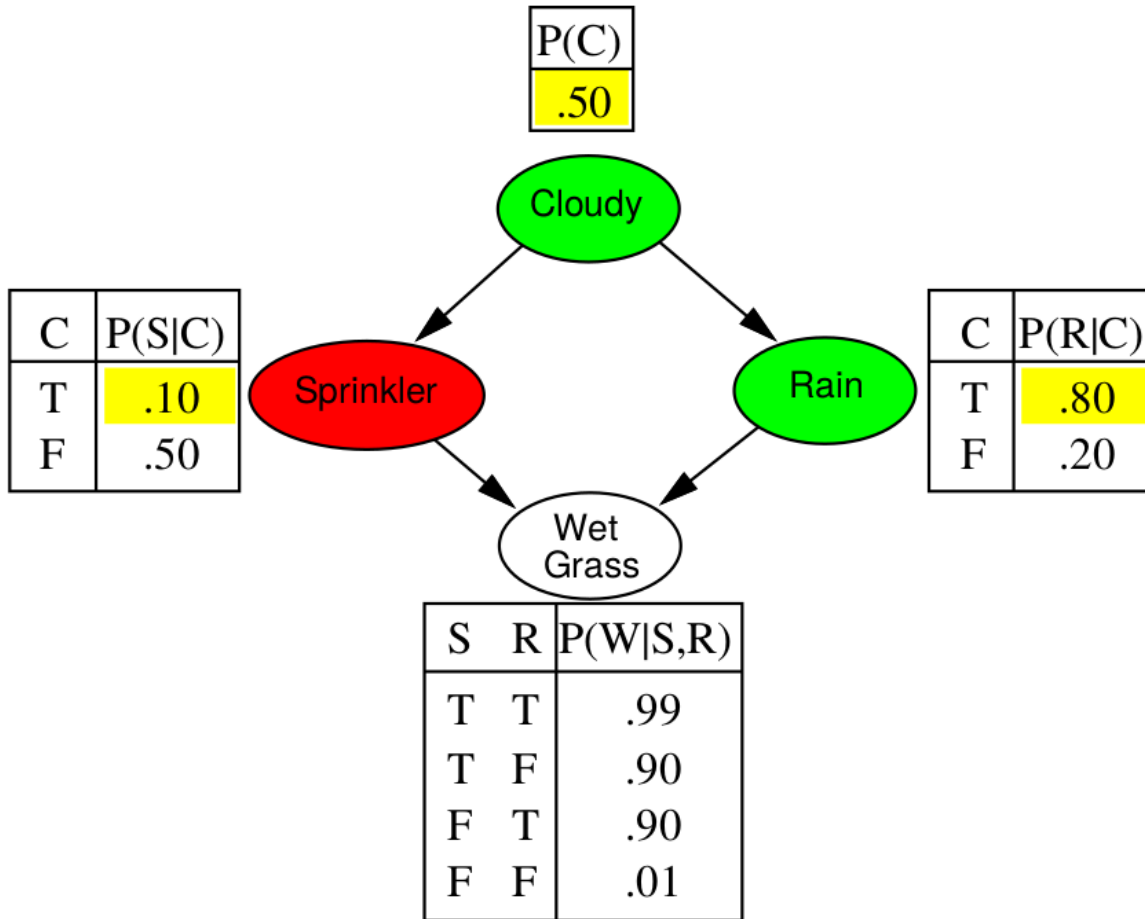 P(C)
.50
Cloudy
C P(S|C)
T .10
F .50
Sprinkler
Rain
C P(R|C)
T .80
F .20
Wet
Grass
S R P(W|S,R)
T T .99
T F .90
F T .90
F F .01